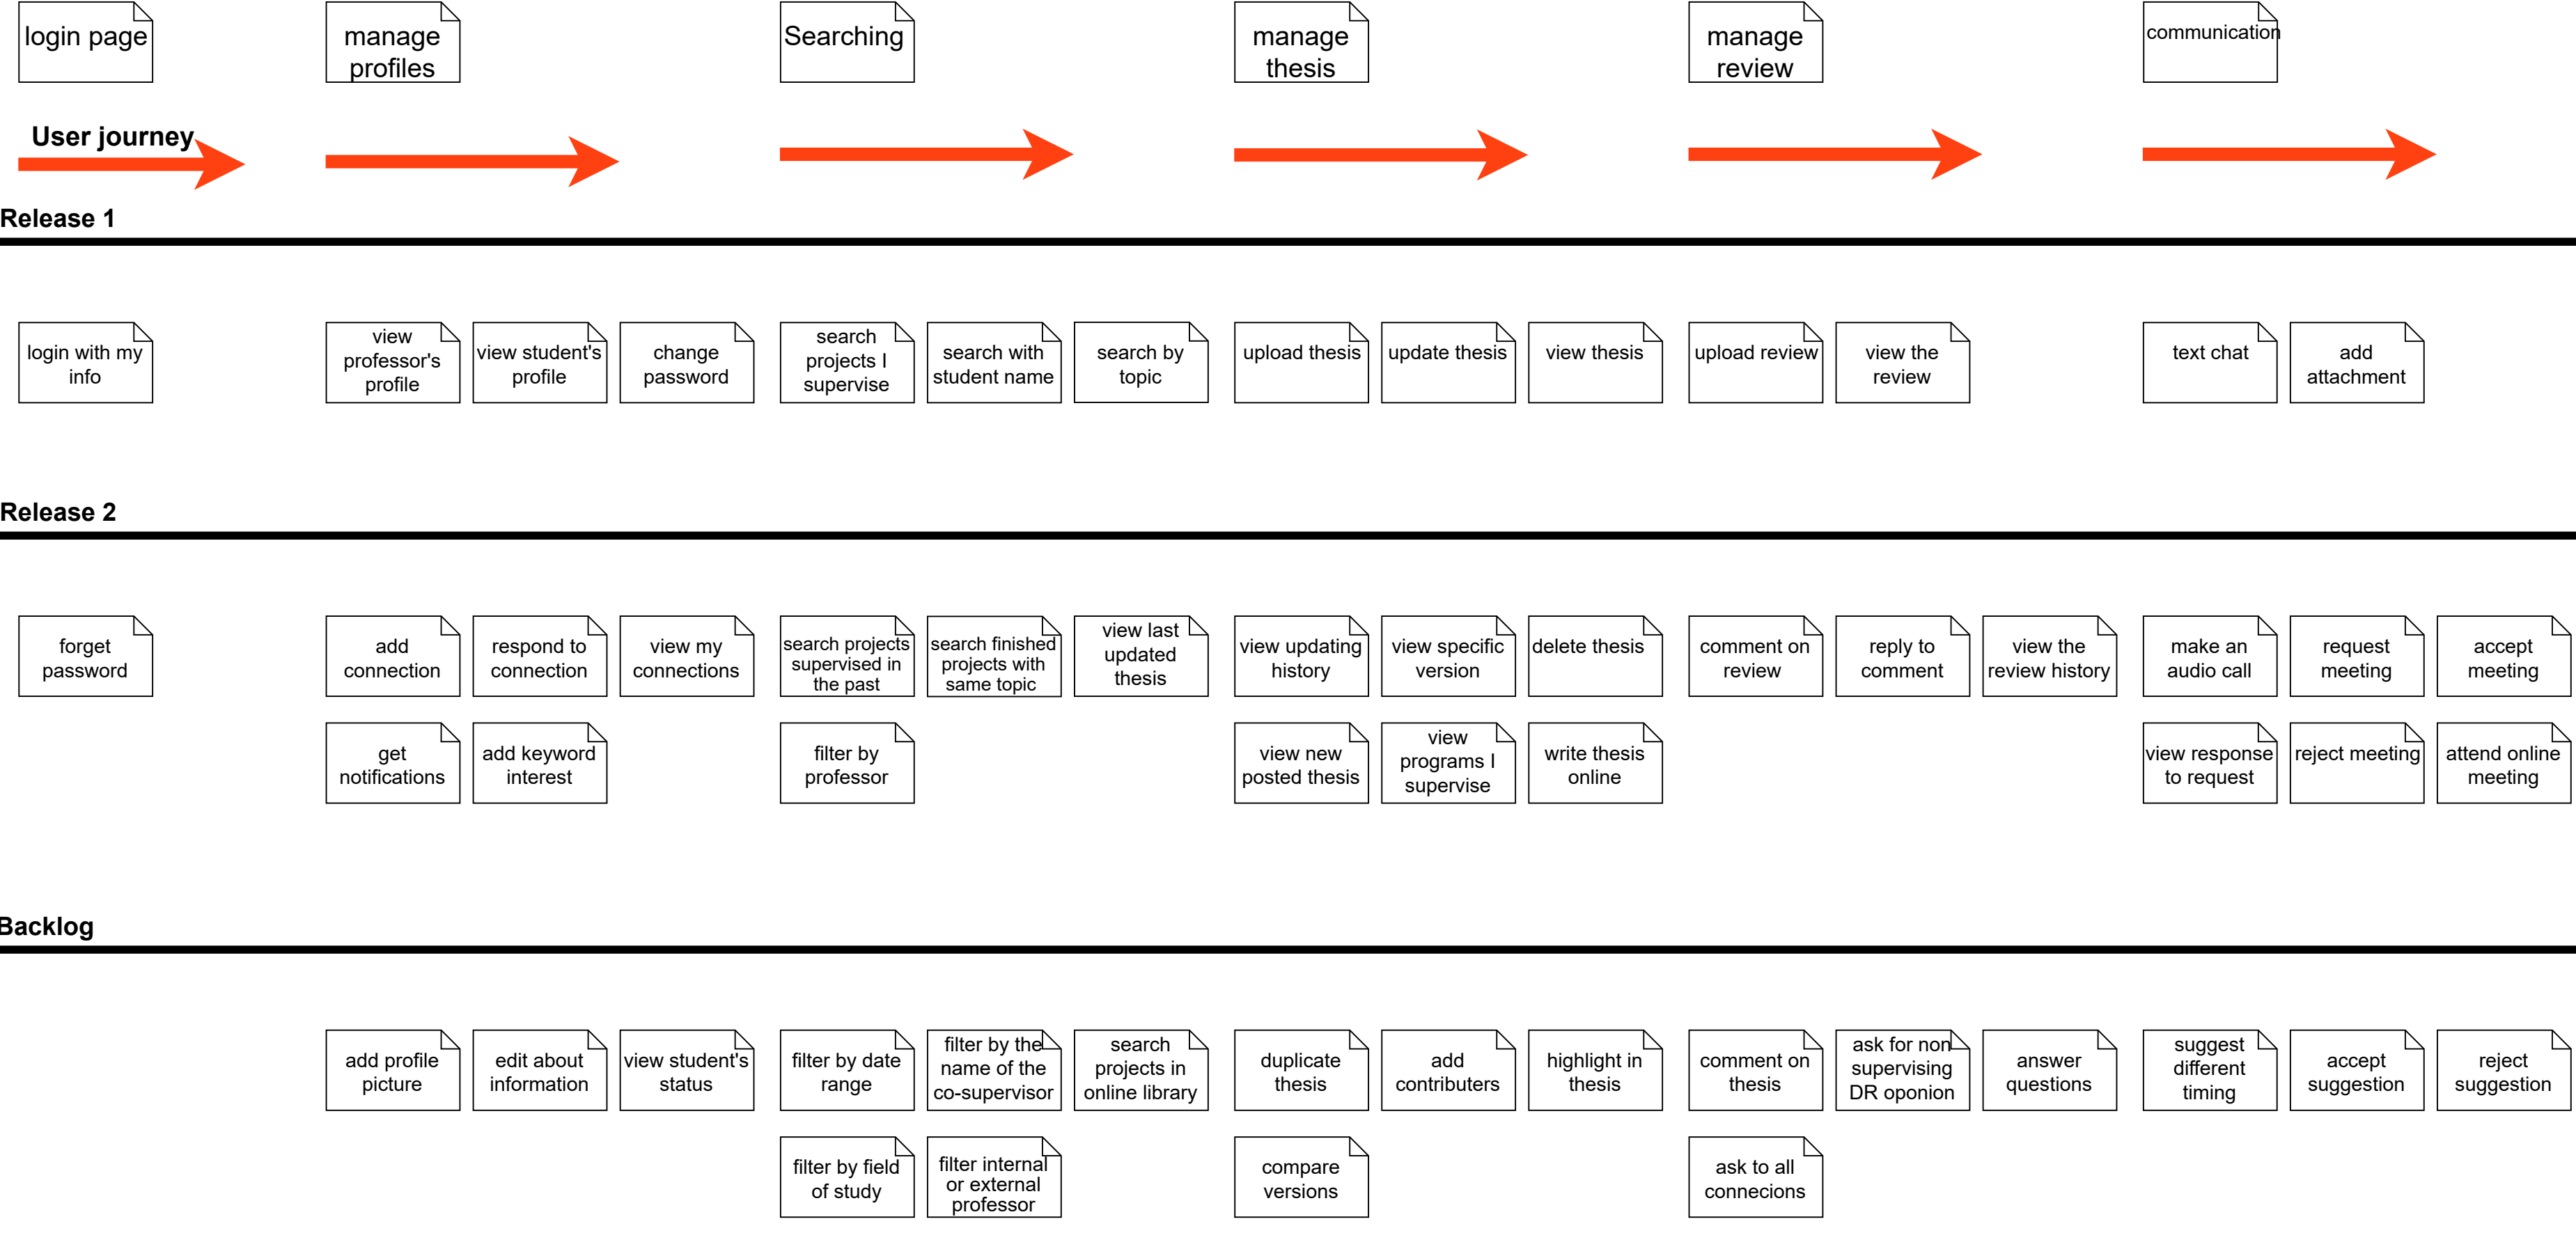 login page
manage
profiles
Searching
manage
thesis
manage
review
communication
User journey
Release 1
login with my
info
view
professor's
profile
view student's
profile
change
password
search
projects I
supervise
search with
student name
search by
topic
upload thesis
update thesis
view thesis
upload review
view the
review
text chat
add
attachment
Release 2
forget
password
add
connection
respond to
connection
view my
connections
search projects
supervised in
the past
search finished
projects with
same topic
view last
updated
thesis
view updating
history
view specific
version
delete thesis
comment on
review
reply to
comment
view the
review history
make an
audio call
request
meeting
accept
meeting
get
notifications
add keyword
interest
filter by
professor
view new
posted thesis
view
programs I
supervise
write thesis
online
view response
to request
reject meeting
attend online
meeting
Backlog
add profile
picture
edit about
information
view student's
status
filter by date
range
filter by the
name of the
co-supervisor
search
projects in
online library
duplicate
thesis
add
contributers
highlight in
thesis
comment on
thesis
ask for non
supervising
DR oponion
answer
questions
suggest
different
timing
accept
suggestion
reject
suggestion
filter by field
of study
filter internal
or external
professor
compare
versions
ask to all
connecions